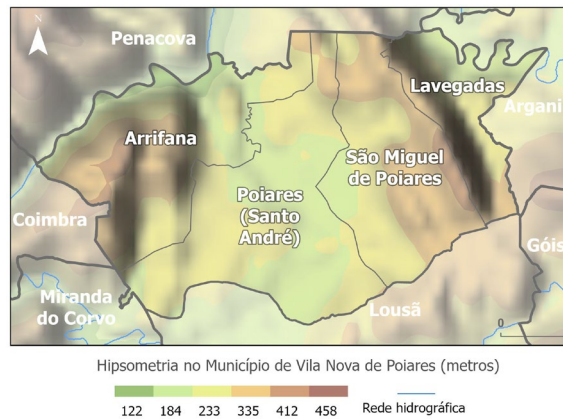 N
Penacova
Lavegadas
Argani
Arrifana
São Miguel
de Poiares
Poiares
(Santo
André)
Coimbra
Góis
Miranda
do Corvo
Lousã
0
Hipsometria no Município de Vila Nova de Poiares (metros)
122 184 233 335 412 458
Rede hidrográfica